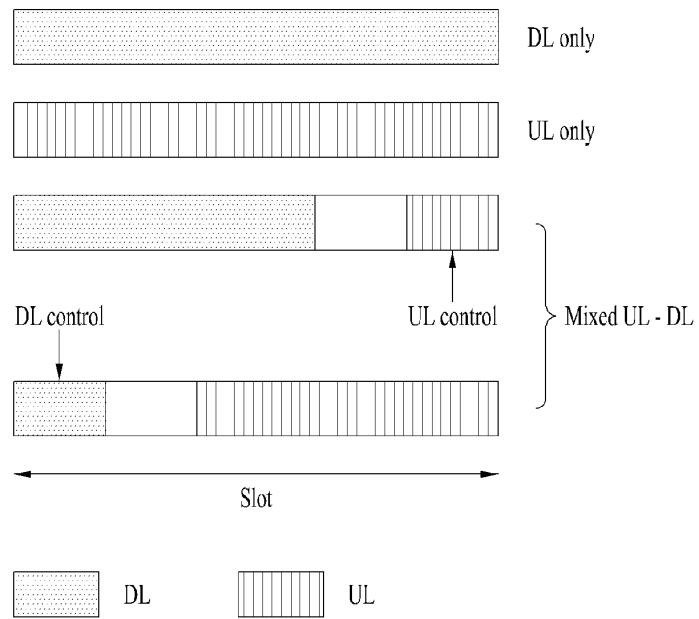 DL only
UL only
DL control
UL control
Mixed UL - DL
Slot
DL
UL